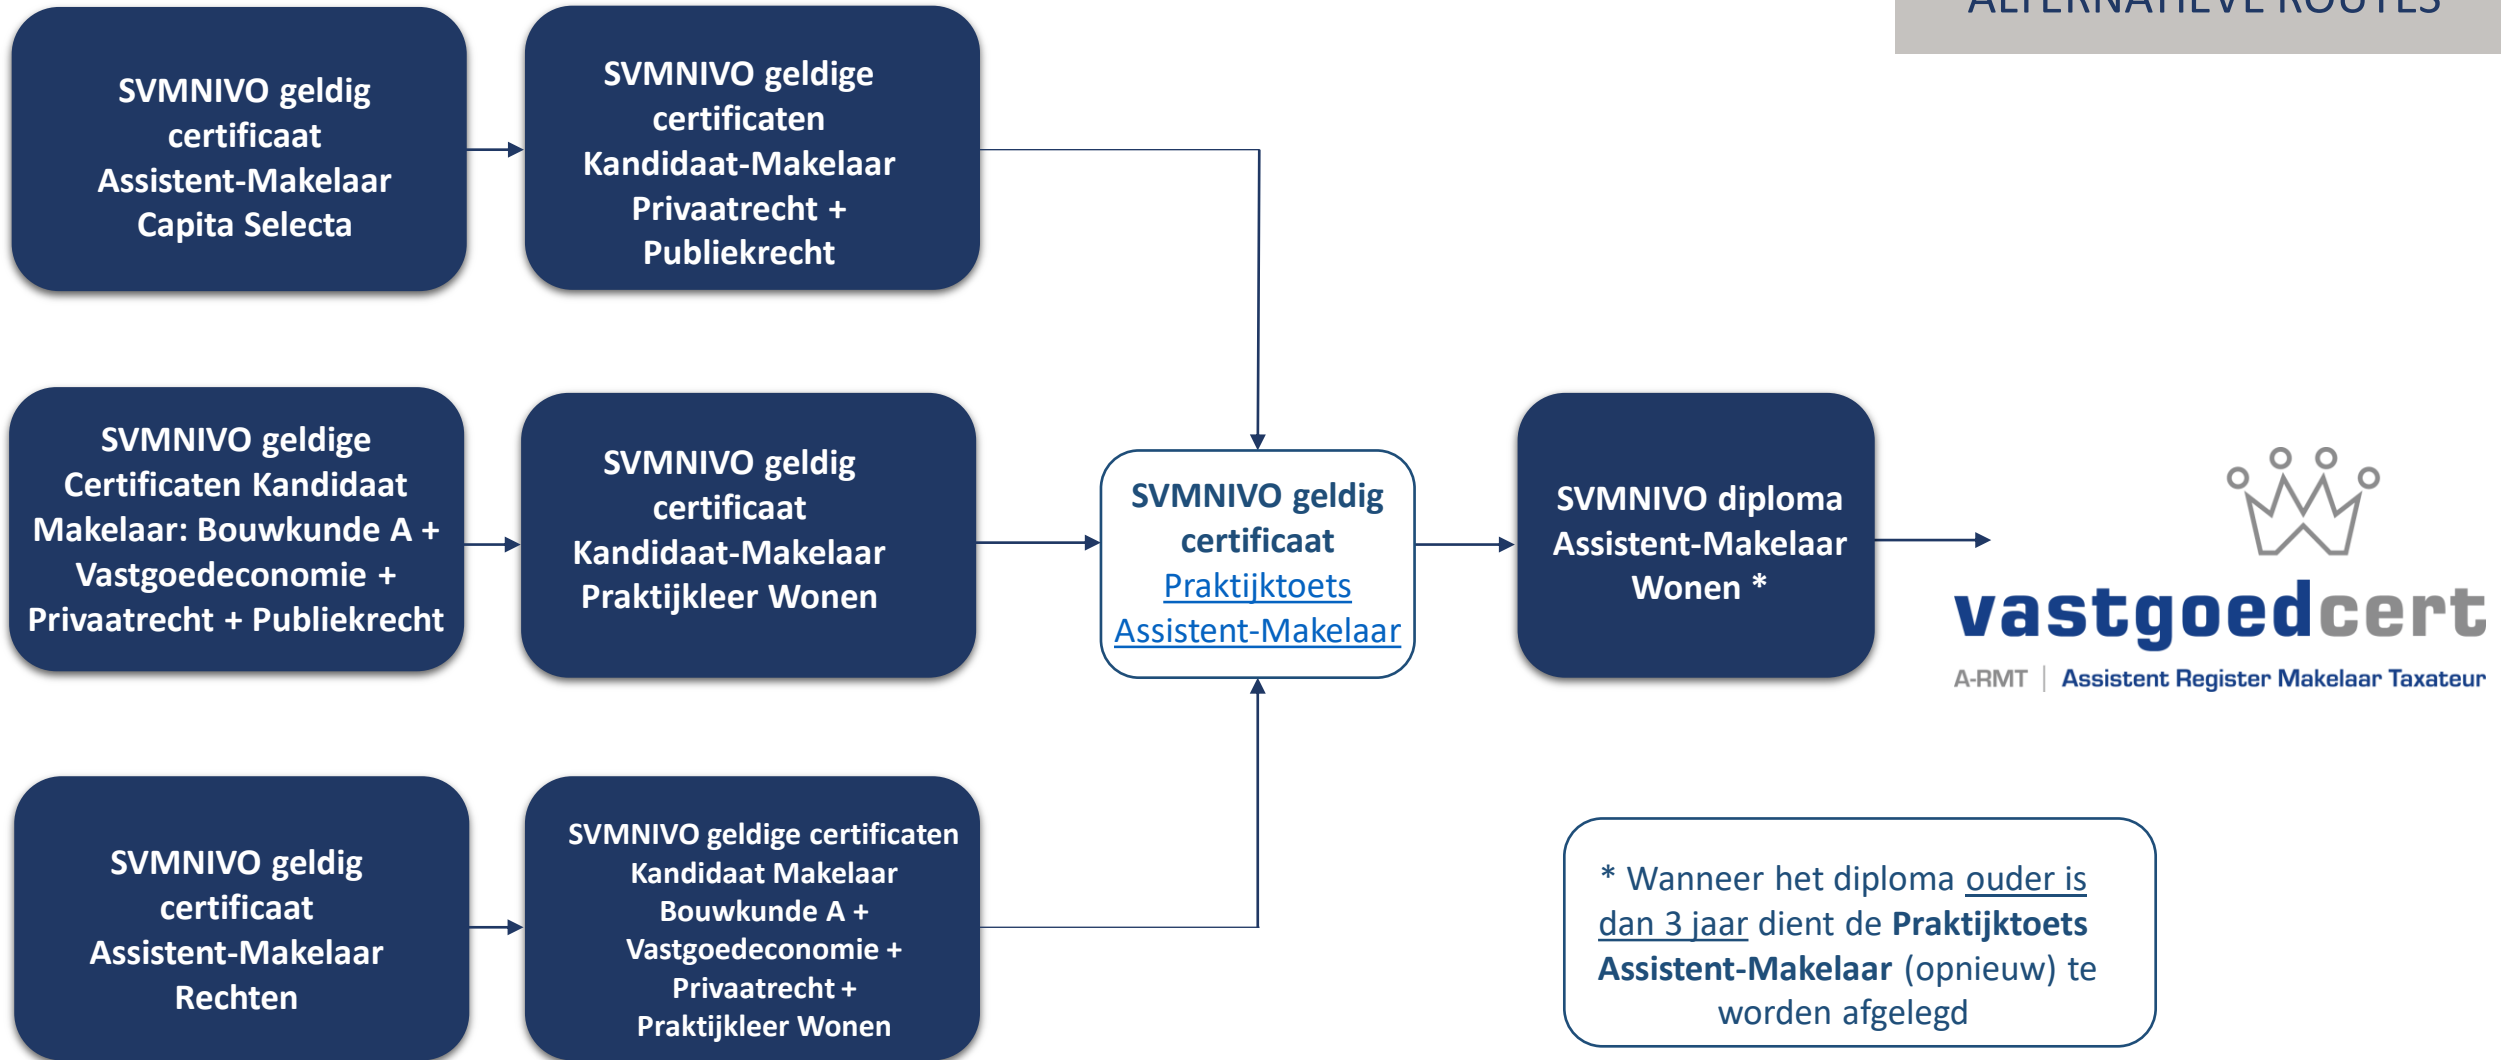 ALTERNATIEVE ROUTES
SVMNIVO geldig
certificaat
Assistent-Makelaar
Capita Selecta
SVMNIVO geldige
certificaten
Kandidaat-Makelaar
Privaatrecht +
Publiekrecht
SVMNIVO geldige
Certificaten Kandidaat
Makelaar: Bouwkunde A +
Vastgoedeconomie +
Privaatrecht + Publiekrecht
SVMNIVO geldig
certificaat
Kandidaat-Makelaar
Praktijkleer Wonen
SVMNIVO geldig
certificaat
Praktijktoets
Assistent-Makelaar
SVMNIVO diploma
Assistent-Makelaar
Wonen *
vastgoedcert
A-RMT | Assistent Register Makelaar Taxateur
SVMNIVO geldig
certificaat
Assistent-Makelaar
Rechten
SVMNIVO geldige certificaten
Kandidaat Makelaar
Bouwkunde A +
Vastgoedeconomie +
Privaatrecht +
Praktijkleer Wonen
* Wanneer het diploma ouder is
dan 3 jaar dient de Praktijktoets
Assistent-Makelaar (opnieuw) te
worden afgelegd